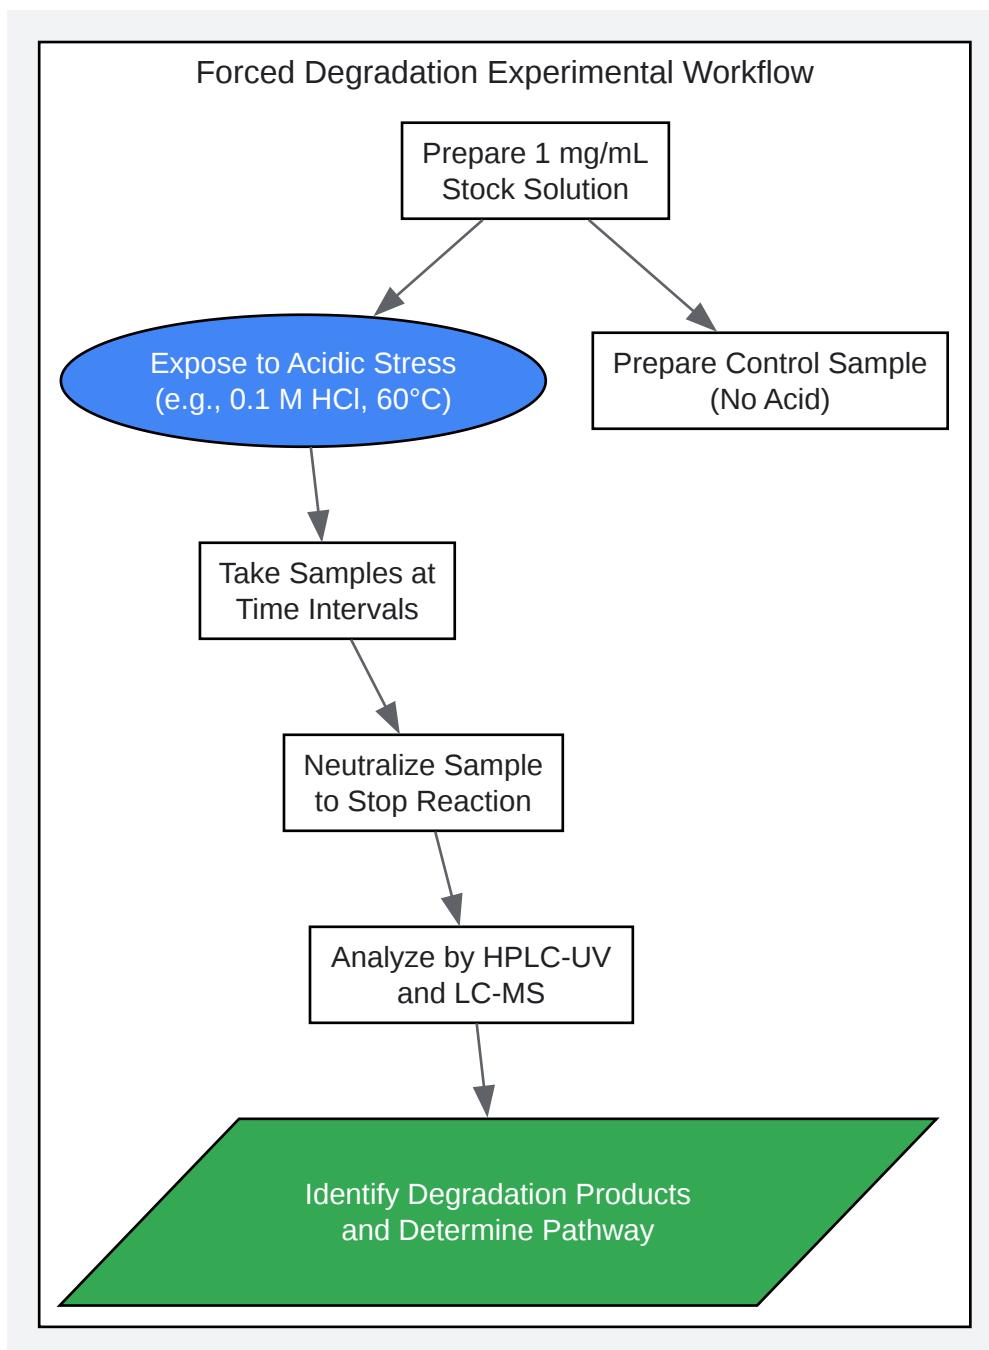 Forced Degradation Experimental Workflow
Prepare 1 mg/mL
Stock Solution
Expose to Acidic Stress
(e.g., 0.1 M HCl, 60°C)
Prepare Control Sample
(No Acid)
Take Samples at
Time Intervals
Neutralize Sample
to Stop Reaction
Analyze by HPLC-UV
and LC-MS
Identify Degradation Products
and Determine Pathway